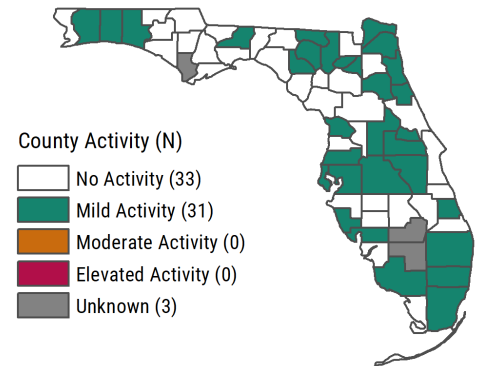 County Activity (N)
No Activity (33)
Mild Activity (31)
Moderate Activity (0)
Elevated Activity (0)
Unknown (3)